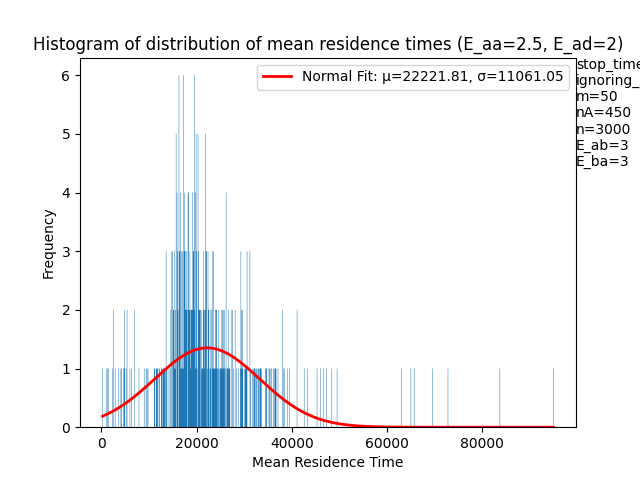 Histogram of distribution of mean residence times (E_aa=2.5, E_ad=2)
Normal Fit: μ=22221.81, σ=11061.05
stop_time
ignoring_
m=50
nA=450
n=3000
E_ab=3
E_ba=3
Frequency
6
5
4
3
2
1
0
0 20000 40000 60000 80000
Mean Residence Time